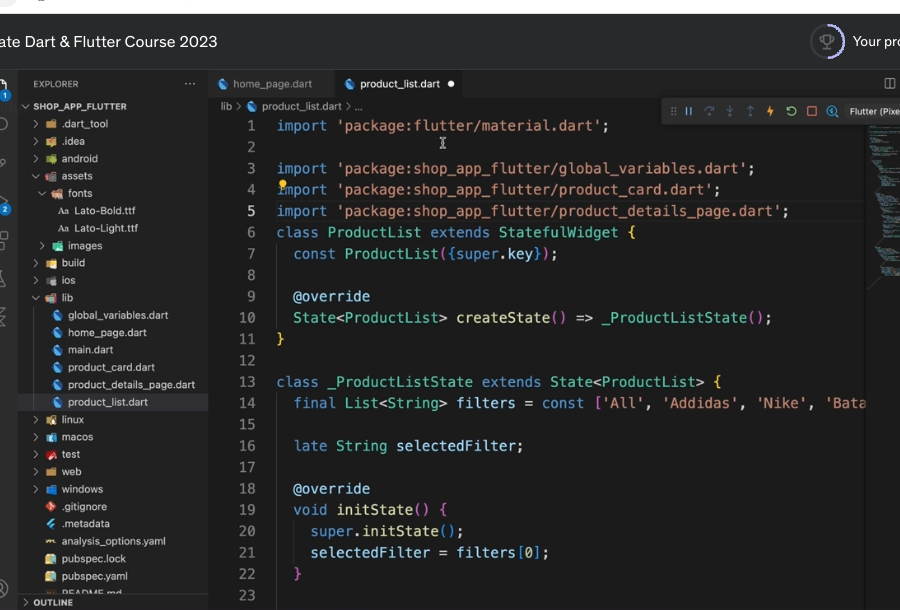 ate Dart & Flutter Course 2023
Your pro
EXPLORER
SHOP_APP_FLUTTER
.dart_tool
.idea
android
assets
fonts
Aa Lato-Bold.ttf
Aa Lato-Light.ttf
images
build
ios
lib
global_variables.dart
home_page.dart
main.dart
product_card.dart
product_details_page.dart
product_list.dart
linux
macos
test
web
windows
.gitignore
.metadata
analysis_options.yaml
pubspec.lock
pubspec.yaml
README.md
OUTLINE
1
2
home_page.dart
product_list.dart
lib > product_list.dart > ...
Flutter (Pixe
1 import 'package:flutter/material.dart';
2
3 import 'package:shop_app_flutter/global_variables.dart';
4 import 'package:shop_app_flutter/product_card.dart';
5 import 'package:shop_app_flutter/product_details_page.dart';
6 class ProductList extends StatefulWidget {
7 const ProductList({super.key});
8
9 @override
10 State<ProductList> createState() => _ProductListState();
11 }
12
13 class _ProductListState extends State<ProductList> {
14 final List<String> filters = const ['All', 'Addidas', 'Nike', 'Bata
15
16 late String selectedFilter;
17
18 @override
19 void initState() {
20 super.initState();
21 selectedFilter = filters[0];
22 }
23